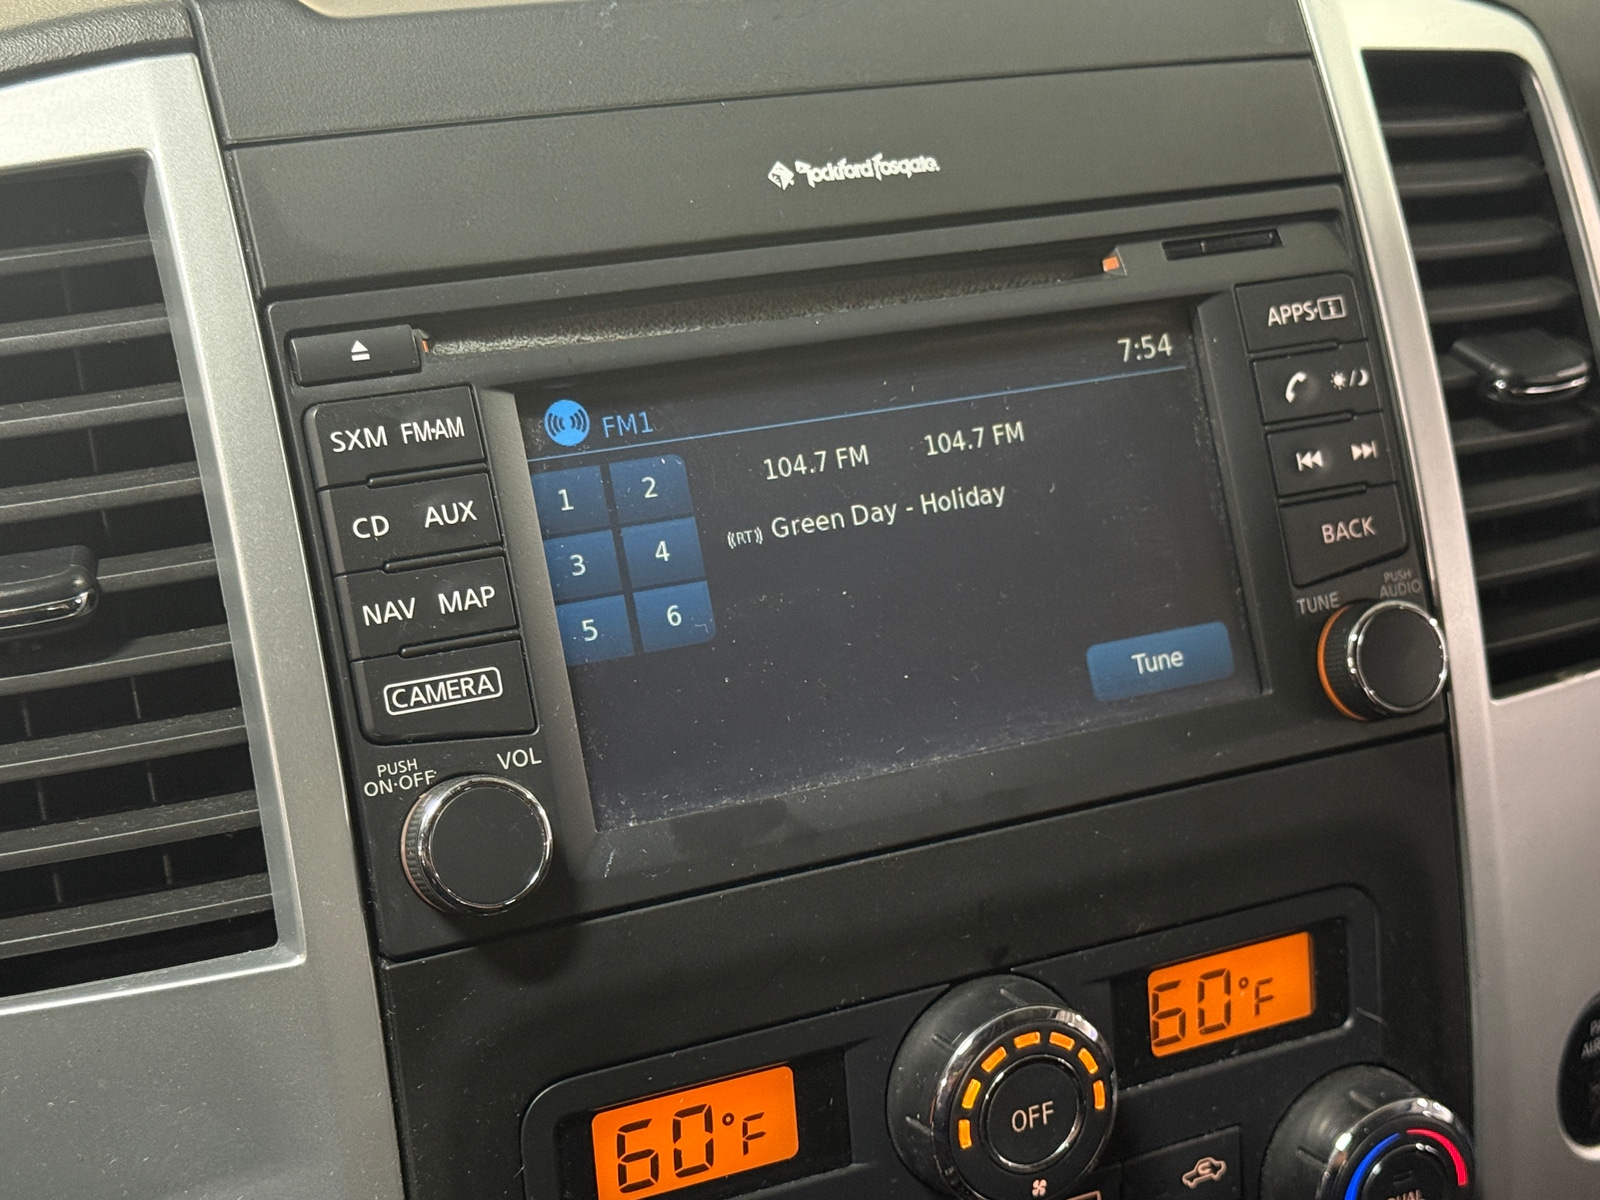 Rockford Fosgate
APPS·i
7:54
FM1
SXM FM·AM
104.7 FM 104.7 FM
1 2
((RT)) Green Day - Holiday
CD AUX
3 4
BACK
NAV MAP
5 6
Tune
TUNE
PUSH
AUDIO
CAMERA
PUSH
ON·OFF
VOL
60°F
OFF
60°F